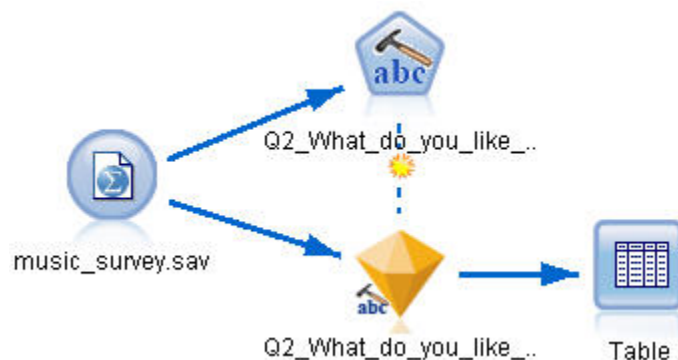 abc
Q2_What_do_you_like_..
music_survey.sav
abc
Q2_What_do_you_like_..
Table